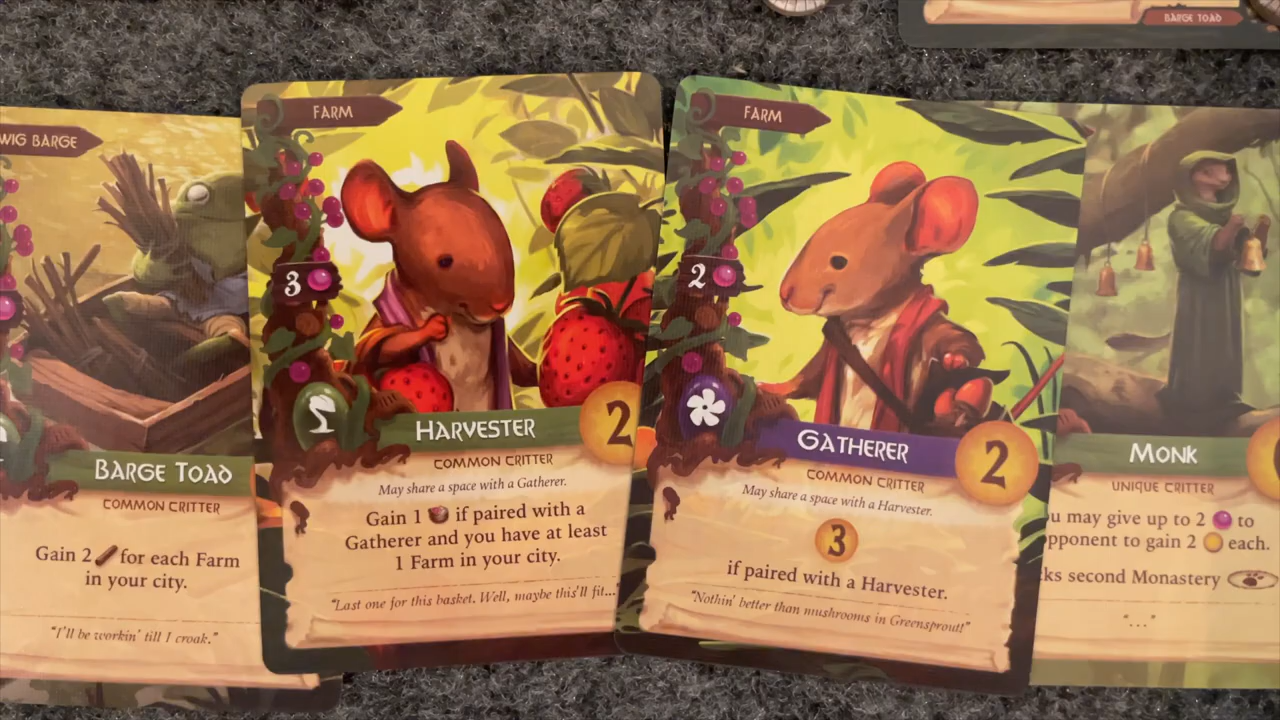 BARGE TOAD
WIG BARGE
BARGE TOAD
COMMON CRITTER
Gain 2 for each Farm
in your city.
"I'll be workin' till I croak."
FARM
3
HARVESTER
2
COMMON CRITTER
May share a space with a Gatherer.
Gain 1 if paired with a
Gatherer and you have at least
1 Farm in your city.
"Last one for this basket. Well, maybe this'll fit..."
FARM
2
GATHERER
2
COMMON CRITTER
May share a space with a Harvester.
3
if paired with a Harvester.
"Nothin' better than mushrooms in Greensprout!"
MONK
UNIQUE CRITTER
u may give up to 2 to
pponent to gain 2 each.
ks second Monastery
"..."